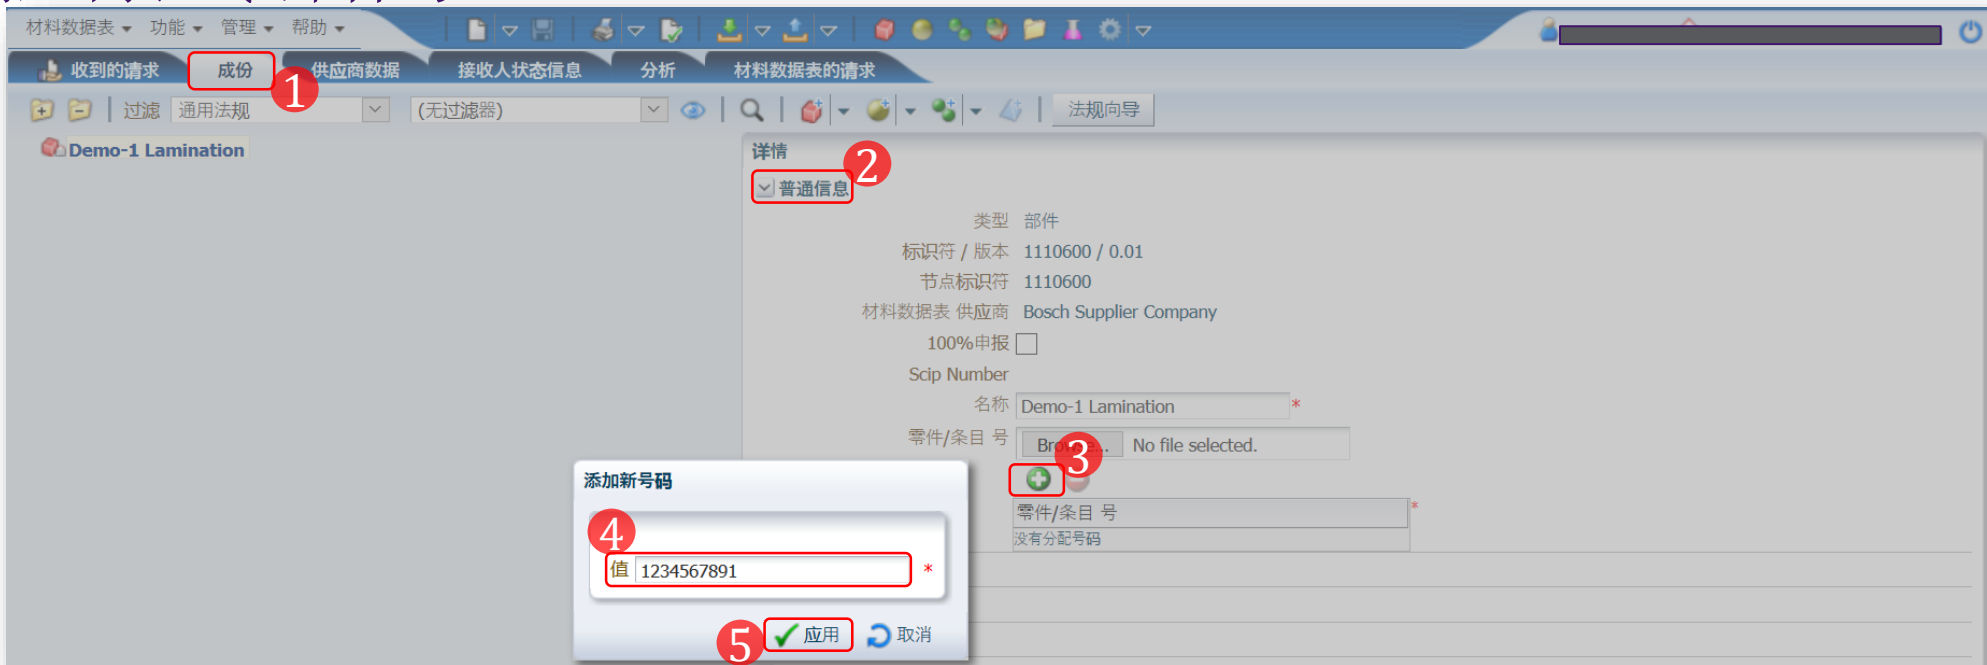 材料数据表 功能 管理 帮助
收到的请求 成份 供应商数据 接收人状态信息 分析 材料数据表的请求
1
过滤 通用法规 (无过滤器) 法规向导
Demo-1 Lamination
详情
2
普通信息
类型 部件
标识符 / 版本 1110600 / 0.01
节点标识符 1110600
材料数据表 供应商 Bosch Supplier Company
100%申报
Scip Number
名称 Demo-1 Lamination *
零件/条目 号 Browse... No file selected.
3
添加新号码
零件/条目 号 *
没有分配号码
4
值 1234567891 *
5 应用 取消